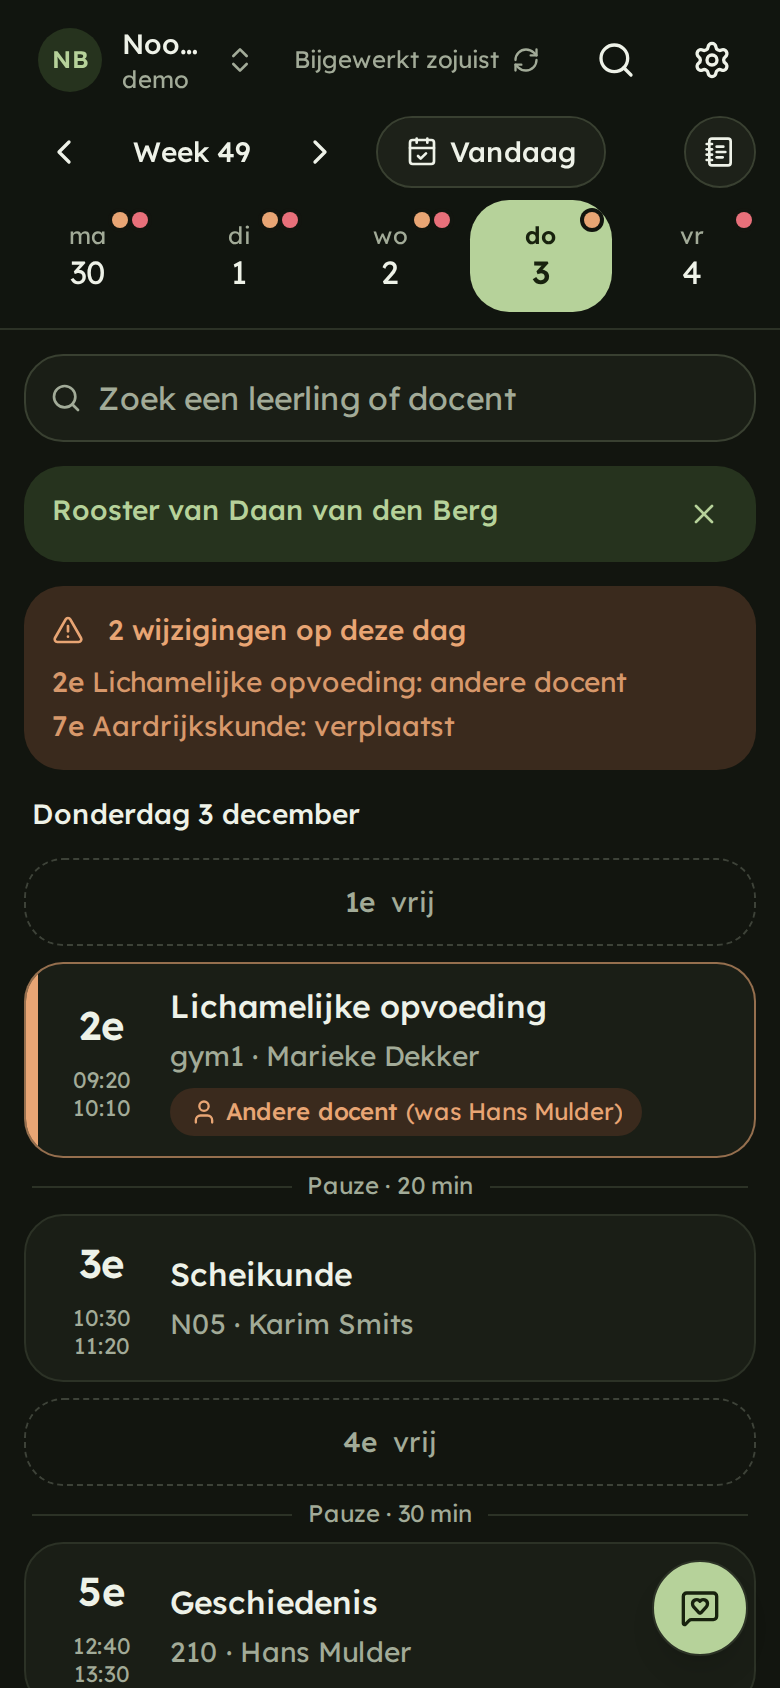 NB
Noo...
demo
Bijgewerkt zojuist
Week 49
Vandaag
ma
30
di
1
wo
2
do
3
vr
4
Zoek een leerling of docent
Rooster van Daan van den Berg
2 wijzigingen op deze dag
2e Lichamelijke opvoeding: andere docent
7e Aardrijkskunde: verplaatst
Donderdag 3 december
1e vrij
2e
09:20
10:10
Lichamelijke opvoeding
gym1 · Marieke Dekker
Andere docent (was Hans Mulder)
Pauze · 20 min
3e
10:30
11:20
Scheikunde
N05 · Karim Smits
4e vrij
Pauze · 30 min
5e
12:40
13:30
Geschiedenis
210 · Hans Mulder